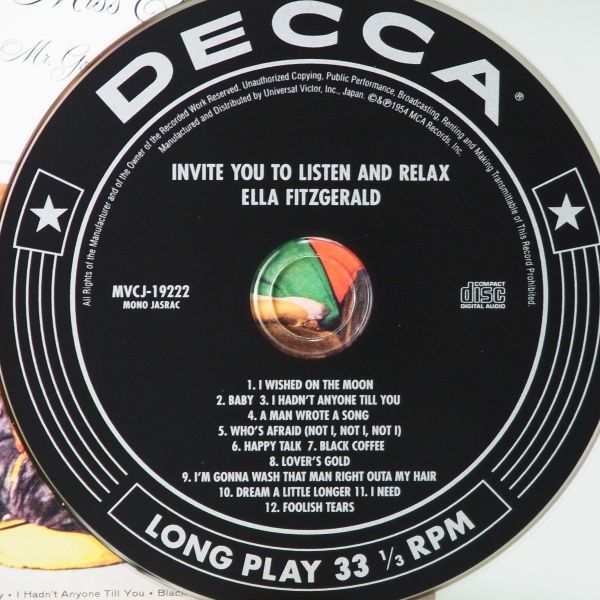 Miss
Mr. G
DECCA®
All Rights of the Manufacturer and of the Owner of the Recorded Work Reserved. Unauthorized Copying, Public Performance, Broadcasting, Renting and Making Transmittable of This Record Prohibited.
Manufactured and Distributed by Universal Victor, Inc., Japan. ©&℗1954 MCA Records, Inc.
INVITE YOU TO LISTEN AND RELAX
ELLA FITZGERALD
MVCJ-19222
MONO JASRAC
COMPACT
disc
DIGITAL AUDIO
1. I WISHED ON THE MOON
2. BABY 3. I HADN'T ANYONE TILL YOU
4. A MAN WROTE A SONG
5. WHO'S AFRAID (NOT I, NOT I, NOT I)
6. HAPPY TALK 7. BLACK COFFEE
8. LOVER'S GOLD
9. I'M GONNA WASH THAT MAN RIGHT OUTA MY HAIR
10. DREAM A LITTLE LONGER 11. I NEED
12. FOOLISH TEARS
LONG PLAY 33 1/3 RPM
y • I Hadn't Anyone Till You • Black